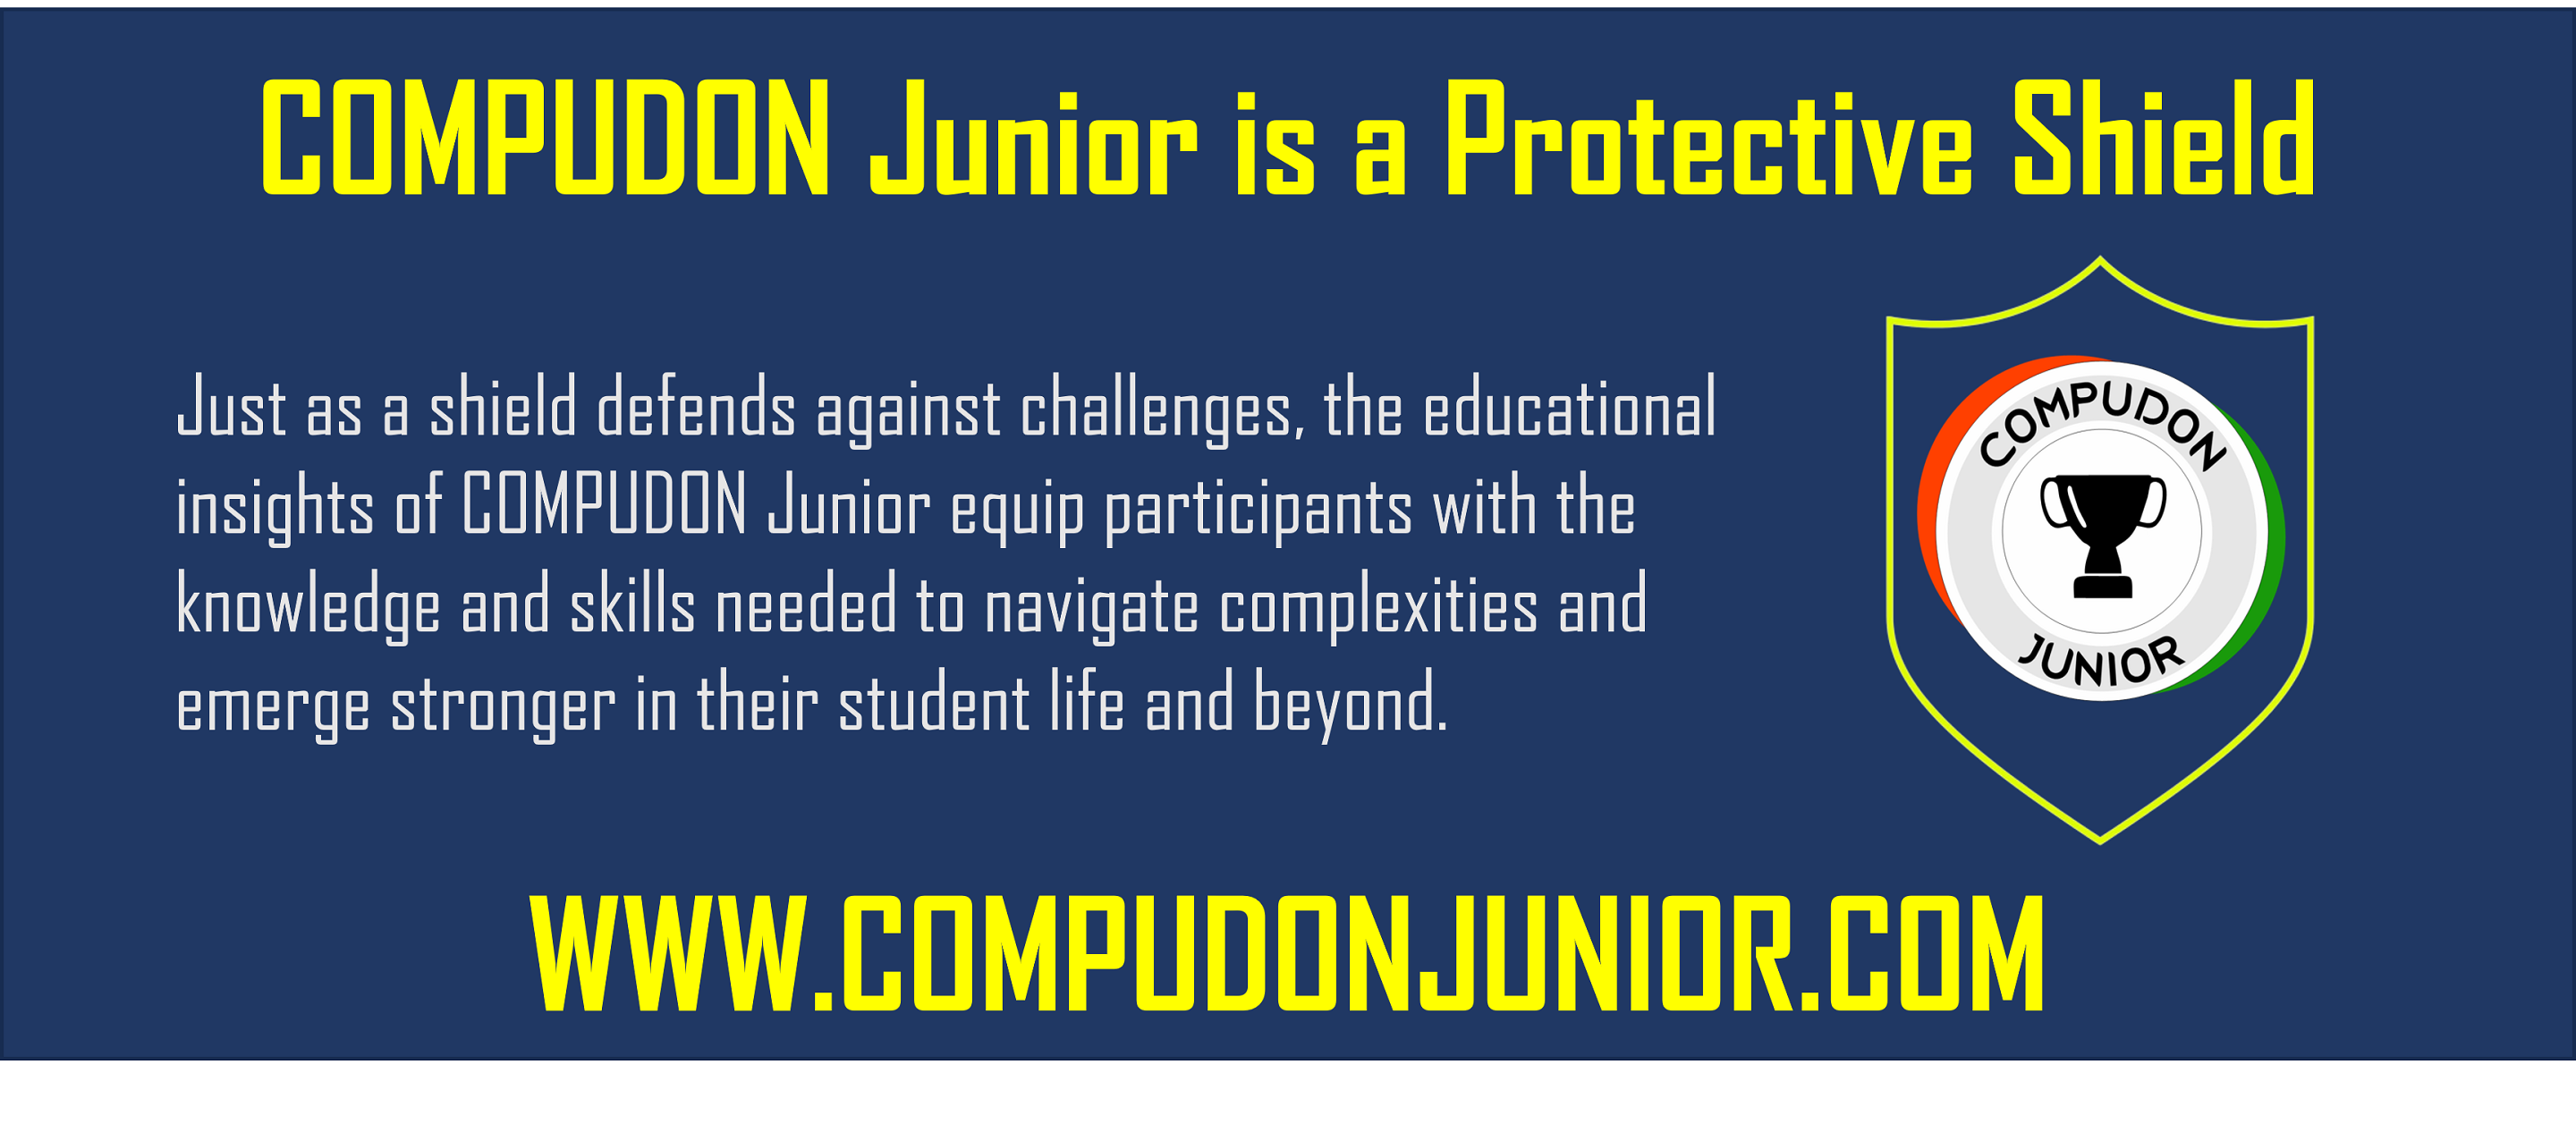 COMPUDON Junior is a Protective Shield
Just as a shield defends against challenges, the educational
insights of COMPUDON Junior equip participants with the
knowledge and skills needed to navigate complexities and
emerge stronger in their student life and beyond.
COMPUDON
JUNIOR
WWW.COMPUDONJUNIOR.COM